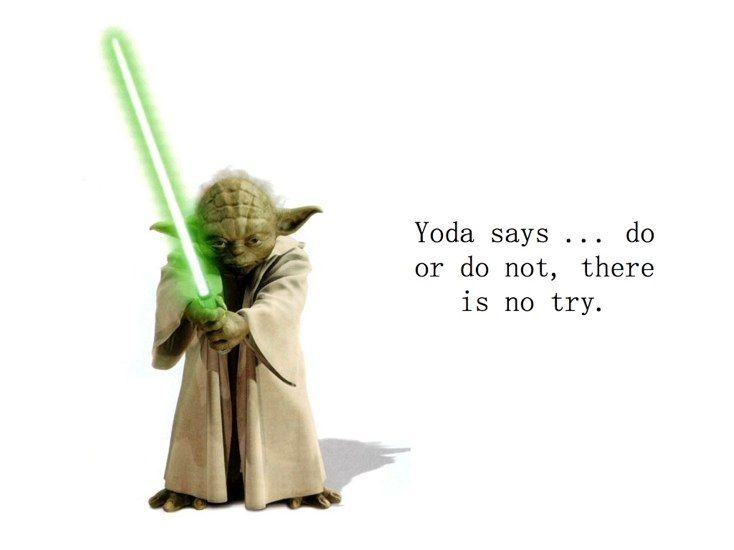 Yoda says ... do
or do not, there
is no try.